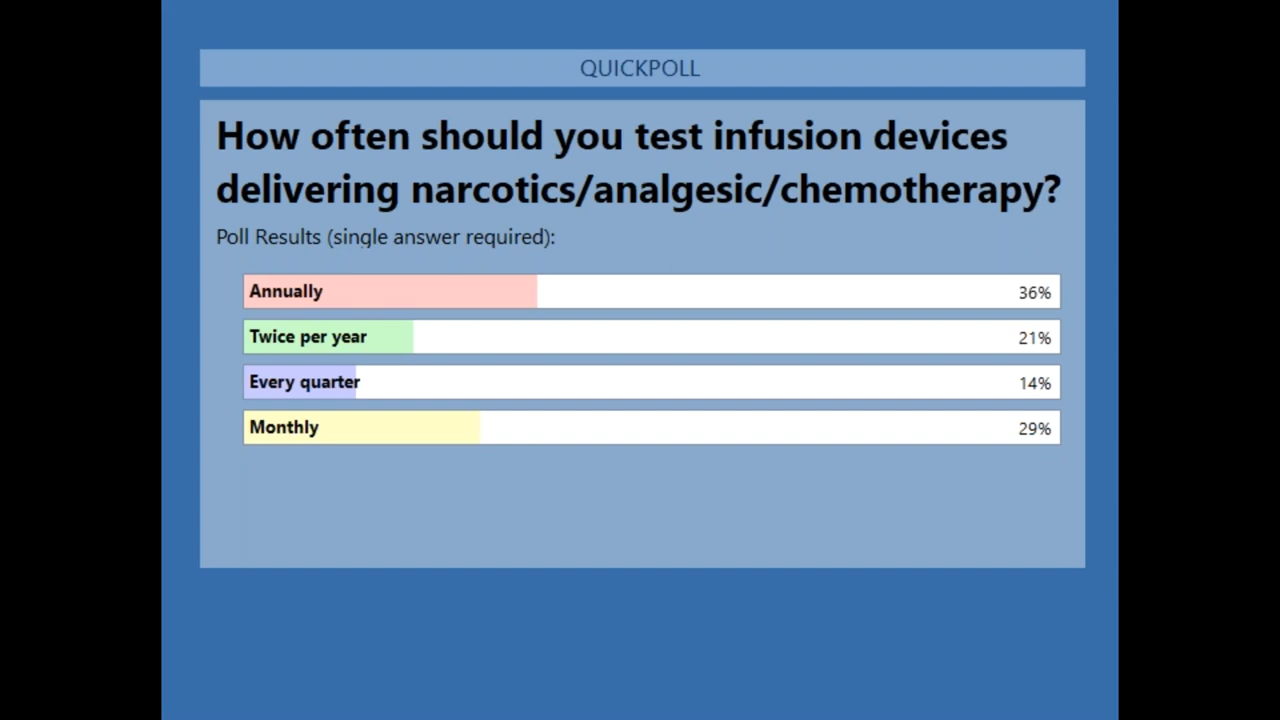 QUICKPOLL
How often should you test infusion devices
delivering narcotics/analgesic/chemotherapy?
Poll Results (single answer required):
Annually 36%
Twice per year 21%
Every quarter 14%
Monthly 29%